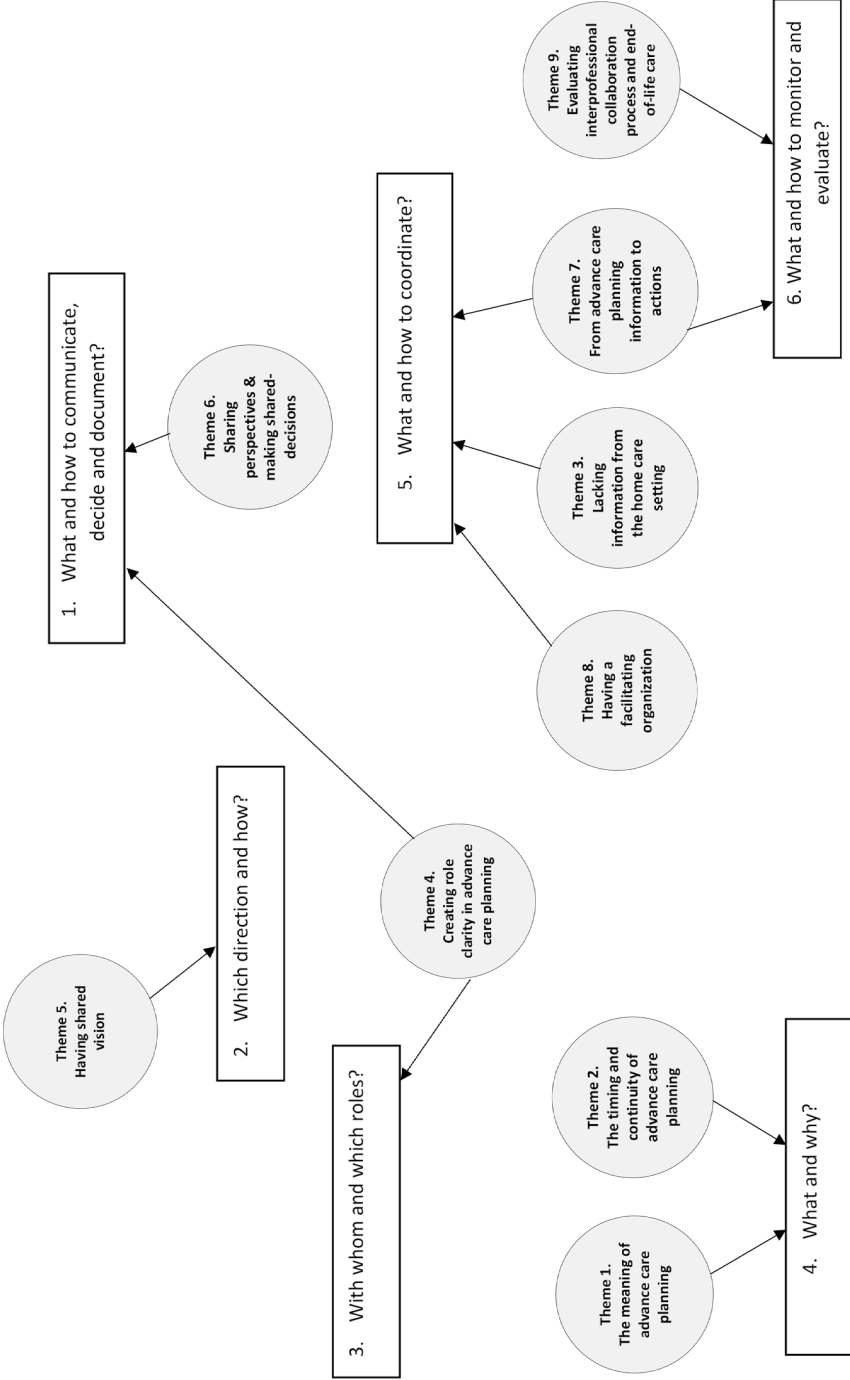 Theme 5.
Having shared
vision
2. Which direction and how?
1. What and how to communicate,
decide and document?
Theme 6.
Sharing
perspectives &
making shared-
decisions
3. With whom and which roles?
Theme 4.
Creating role
clarity in advance
care planning
5. What and how to coordinate?
Theme 1.
The meaning of
advance care
planning
Theme 2.
The timing and
continuity of
advance care
planning
Theme 8.
Having a
facilitating
organization
Theme 3.
Lacking
information from
the home care
setting
Theme 7.
From advance care
planning
information to
actions
Theme 9.
Evaluating
interprofessional
collaboration
process and end-
of-life care
4. What and why?
6. What and how to monitor and
evaluate?